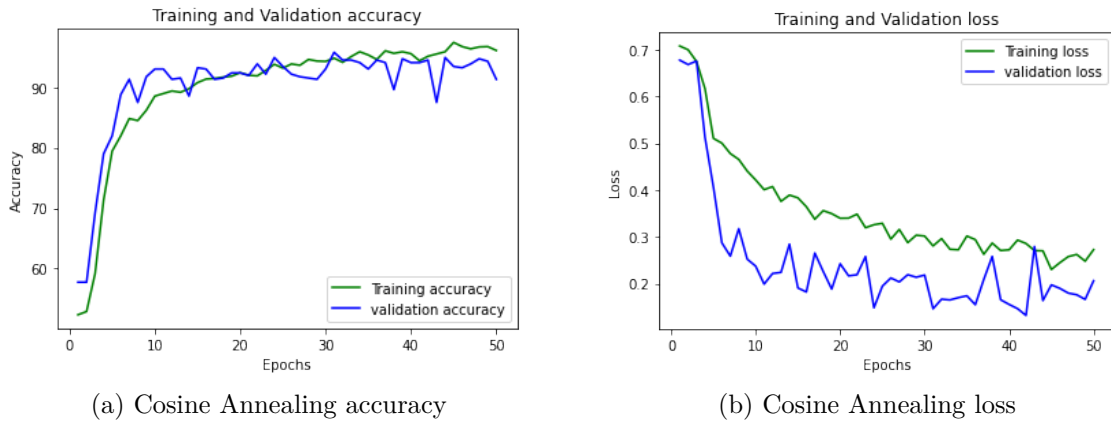 Training and Validation accuracy
90
80
70
60
Accuracy
Training accuracy
validation accuracy
0
10
20
30
40
50
Epochs
(a) Cosine Annealing accuracy
Training and Validation loss
0.7
0.6
0.5
0.4
0.3
0.2
Loss
Training loss
validation loss
0
10
20
30
40
50
Epochs
(b) Cosine Annealing loss